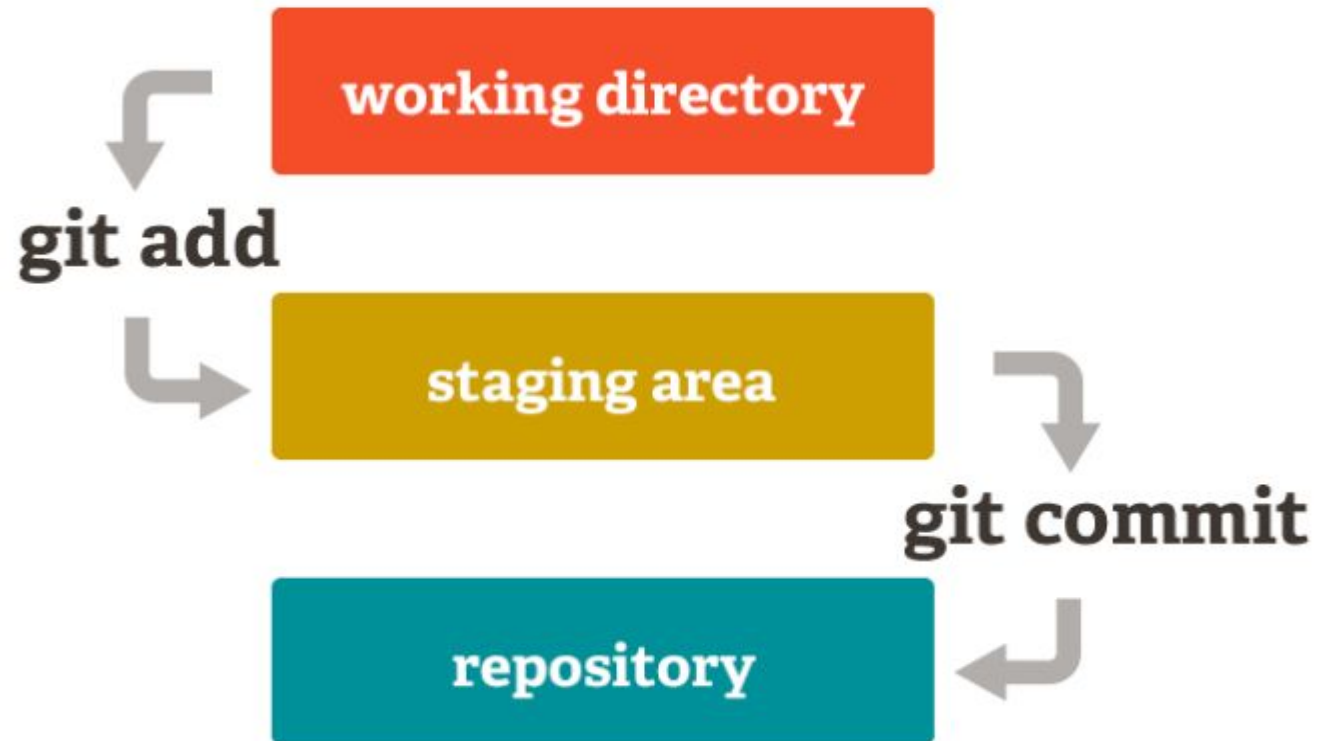 working directory
git add
staging area
git commit
repository